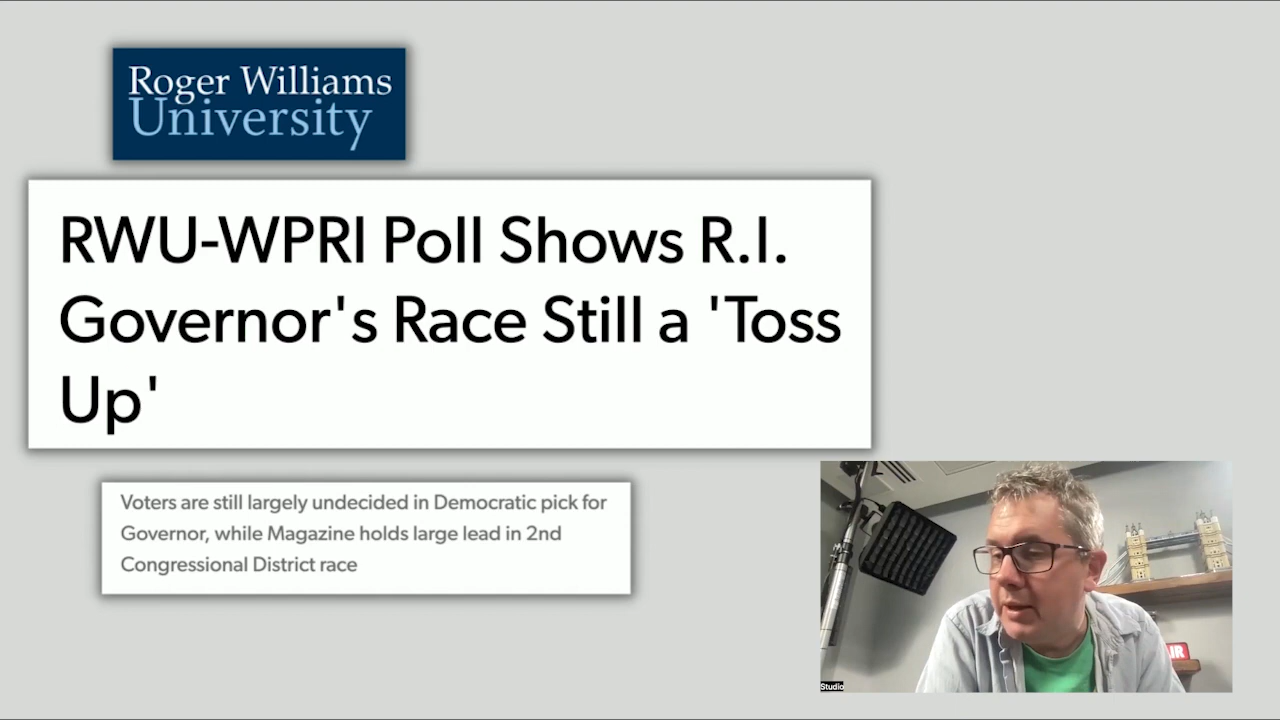 Roger Williams
University
RWU-WPRI Poll Shows R.I.
Governor's Race Still a 'Toss
Up'
Voters are still largely undecided in Democratic pick for
Governor, while Magazine holds large lead in 2nd
Congressional District race
Studio